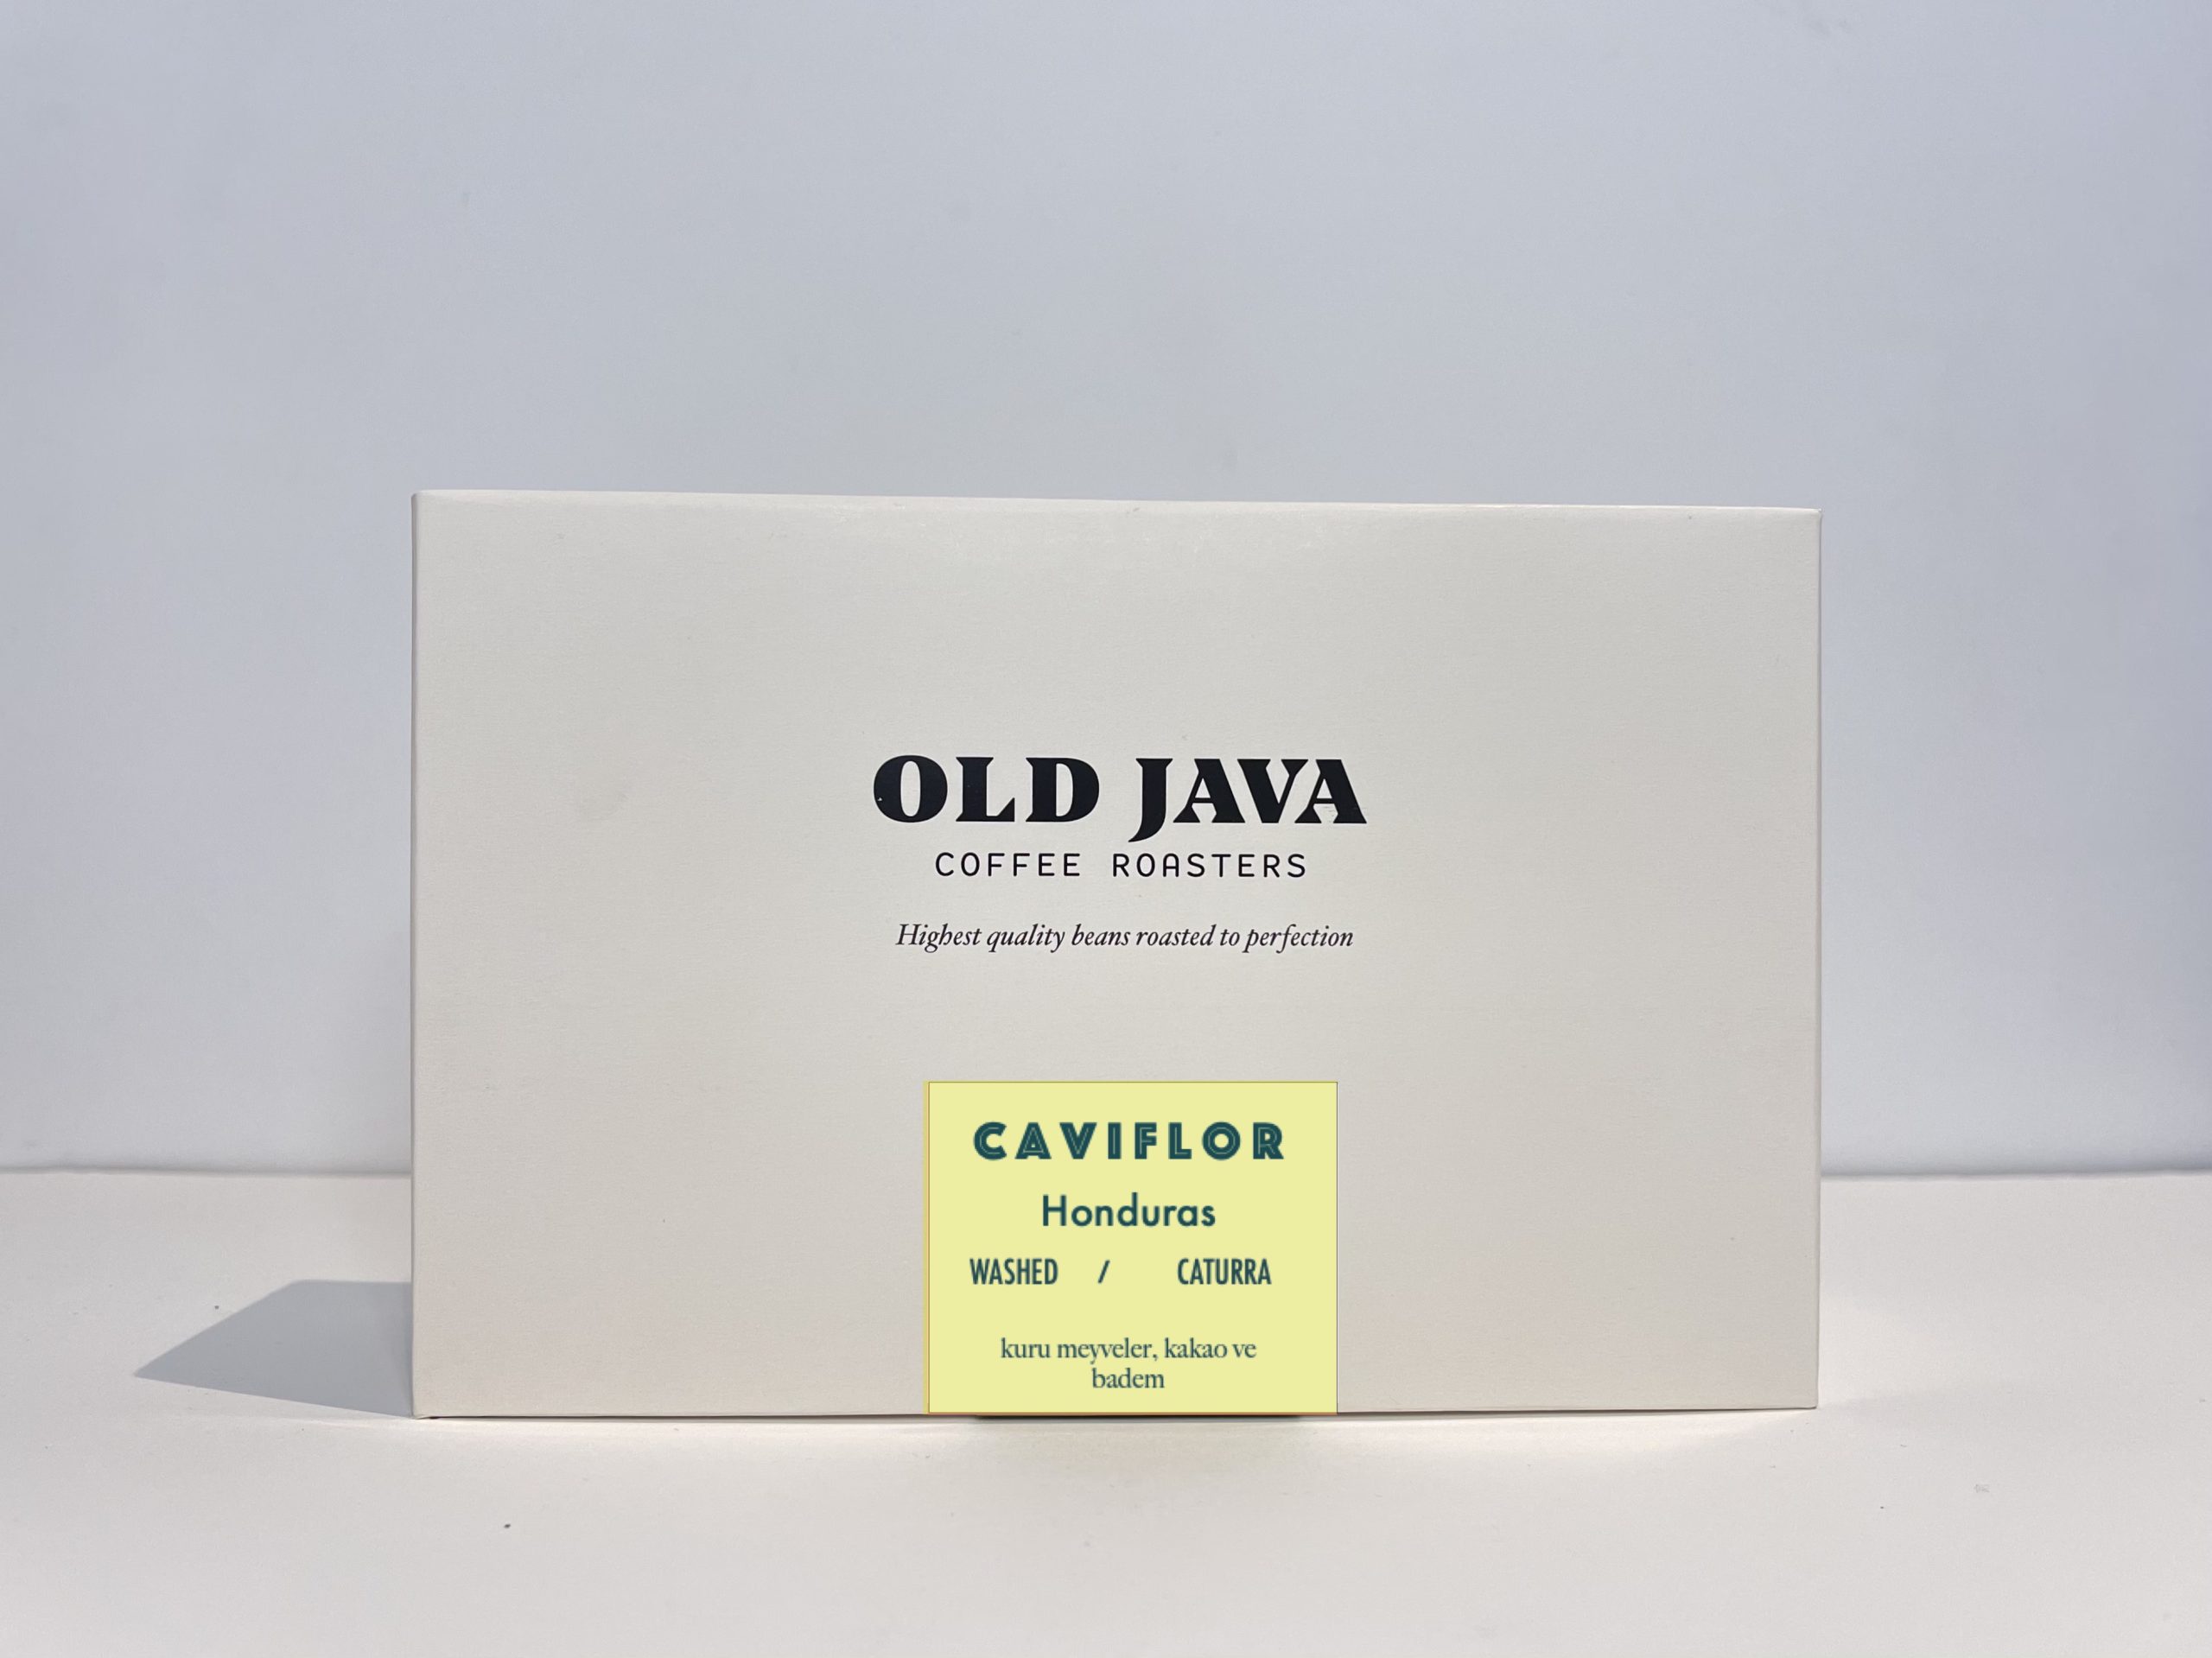 OLD JAVA
COFFEE ROASTERS
Highest quality beans roasted to perfection
CAVIFLOR
Honduras
WASHED / CATURRA
kuru meyveler, kakao ve
badem